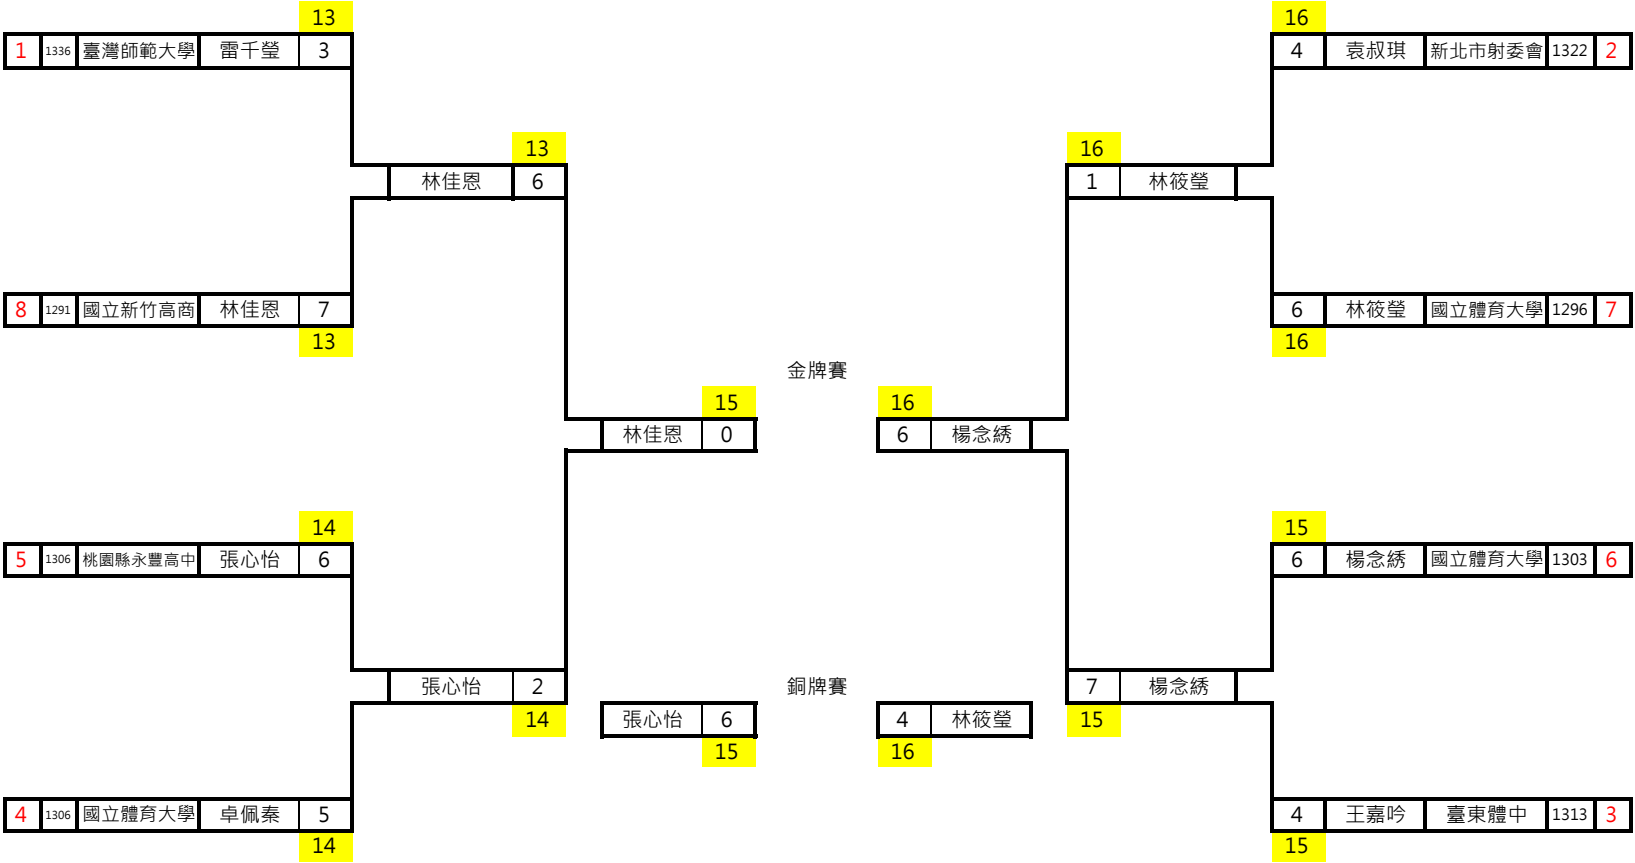 13 16
1 1336 臺灣師範大學 雷千瑩 3 4 袁叔琪 新北市射委會 1322 2
13 16
林佳恩 6 1 林筱瑩
8 1291 國立新竹高商 林佳恩 7 6 林筱瑩 國立體育大學 1296 7
13 16
金牌賽
15 16
林佳恩 0 6 楊念綉
14 15
5 1306 桃園縣永豐高中 張心怡 6 6 楊念綉 國立體育大學 1303 6
張心怡 2 銅牌賽 7 楊念綉
14 張心怡 6 4 林筱瑩 15
15 16
4 1306 國立體育大學 卓佩秦 5 4 王嘉吟 臺東體中 1313 3
14 15